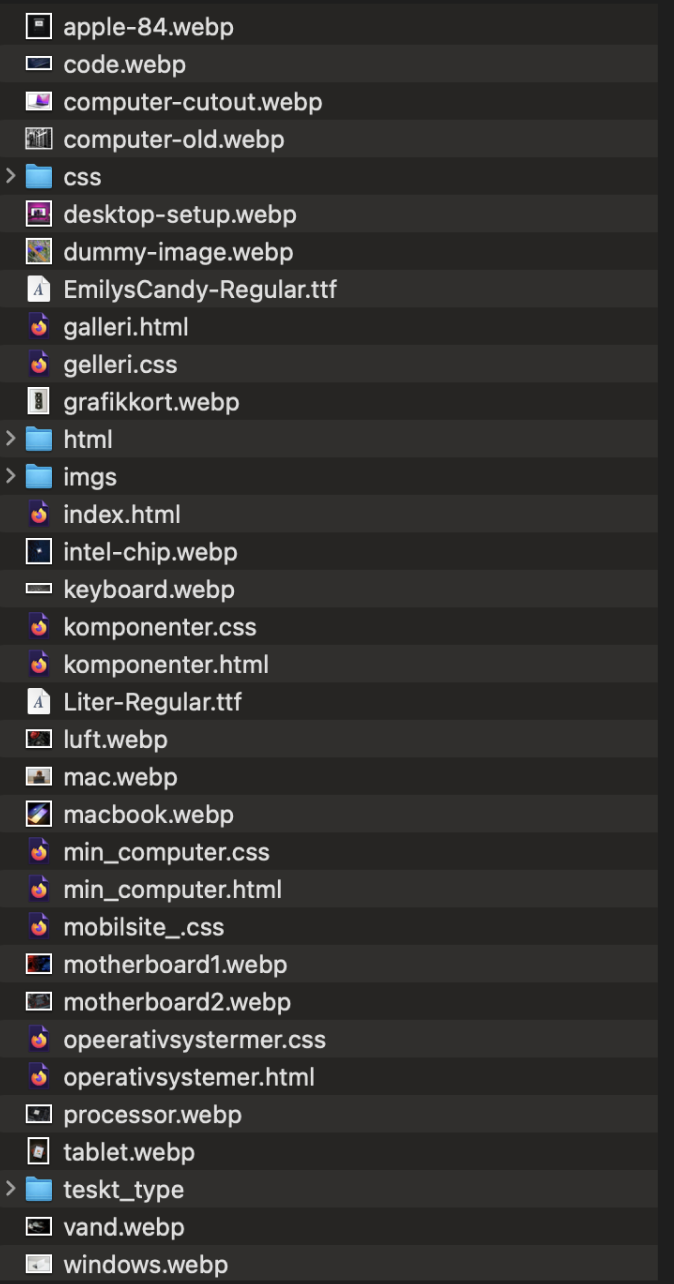 apple-84.webp
code.webp
computer-cutout.webp
computer-old.webp
css
desktop-setup.webp
dummy-image.webp
EmilysCandy-Regular.ttf
galleri.html
gelleri.css
grafikkort.webp
html
imgs
index.html
intel-chip.webp
keyboard.webp
komponenter.css
komponenter.html
Liter-Regular.ttf
luft.webp
mac.webp
macbook.webp
min_computer.css
min_computer.html
mobilsite_.css
motherboard1.webp
motherboard2.webp
opeerativsystermer.css
operativsystemer.html
processor.webp
tablet.webp
teskt_type
vand.webp
windows.webp